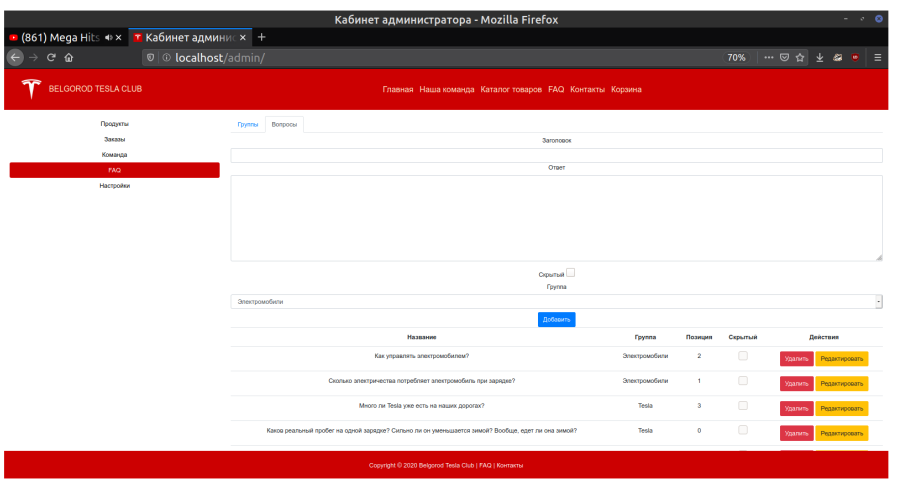 Кабинет администратора - Mozilla Firefox
(861) Mega Hits
Кабинет админис
localhost/admin/
70%
BELGOROD TESLA CLUB
Главная Наша команда Каталог товаров FAQ Контакты Корзина
Продукты
Заказы
Команда
FAQ
Настройки
Группы Вопросы
Заголовок
Ответ
Скрытый
Группа
Электромобили
Добавить
Название Группа Позиция Скрытый Действия
Как управлять электромобилем? Электромобили 2 Удалить Редактировать
Сколько электричества потребляет электромобиль при зарядке? Электромобили 1 Удалить Редактировать
Много ли Tesla уже есть на наших дорогах? Tesla 3 Удалить Редактировать
Каков реальный пробег на одной зарядке? Сильно ли он уменьшается зимой? Вообще, едет ли она зимой? Tesla 0 Удалить Редактировать
Copyright © 2020 Belgorod Tesla Club | FAQ | Контакты